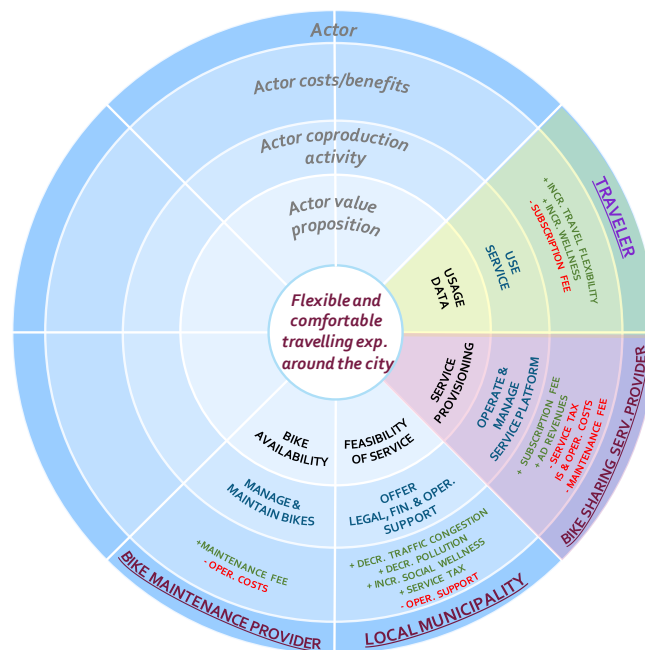 Actor
Actor costs/benefits
Actor coproduction
activity
Actor value
proposition
Flexible and
comfortable
travelling exp.
around the city
TRAVELER
+ INCR. TRAVEL FLEXIBILITY
+ INCR. WELLNESS
- SUBSCRIPTION FEE
USE
SERVICE
USAGE
DATA
BIKE SHARING SERV. PROVIDER
+ SUBSCRIPTION FEE
+ AD REVENUES
- SERVICE TAX
IS & OPER. COSTS
- MAINTENANCE FEE
OPERATE &
MANAGE
SERVICE PLATFORM
SERVICE
PROVISIONING
FEASIBILITY
OF SERVICE
OFFER
LEGAL, FIN. & OPER.
SUPPORT
+ DECR. TRAFFIC CONGESTION
+ DECR. POLLUTION
+ INCR. SOCIAL WELLNESS
+ SERVICE TAX
- OPER. SUPPORT
LOCAL MUNICIPALITY
BIKE
AVAILABILITY
MANAGE &
MAINTAIN BIKES
+MAINTENANCE FEE
- OPER. COSTS
BIKE MAINTENANCE PROVIDER